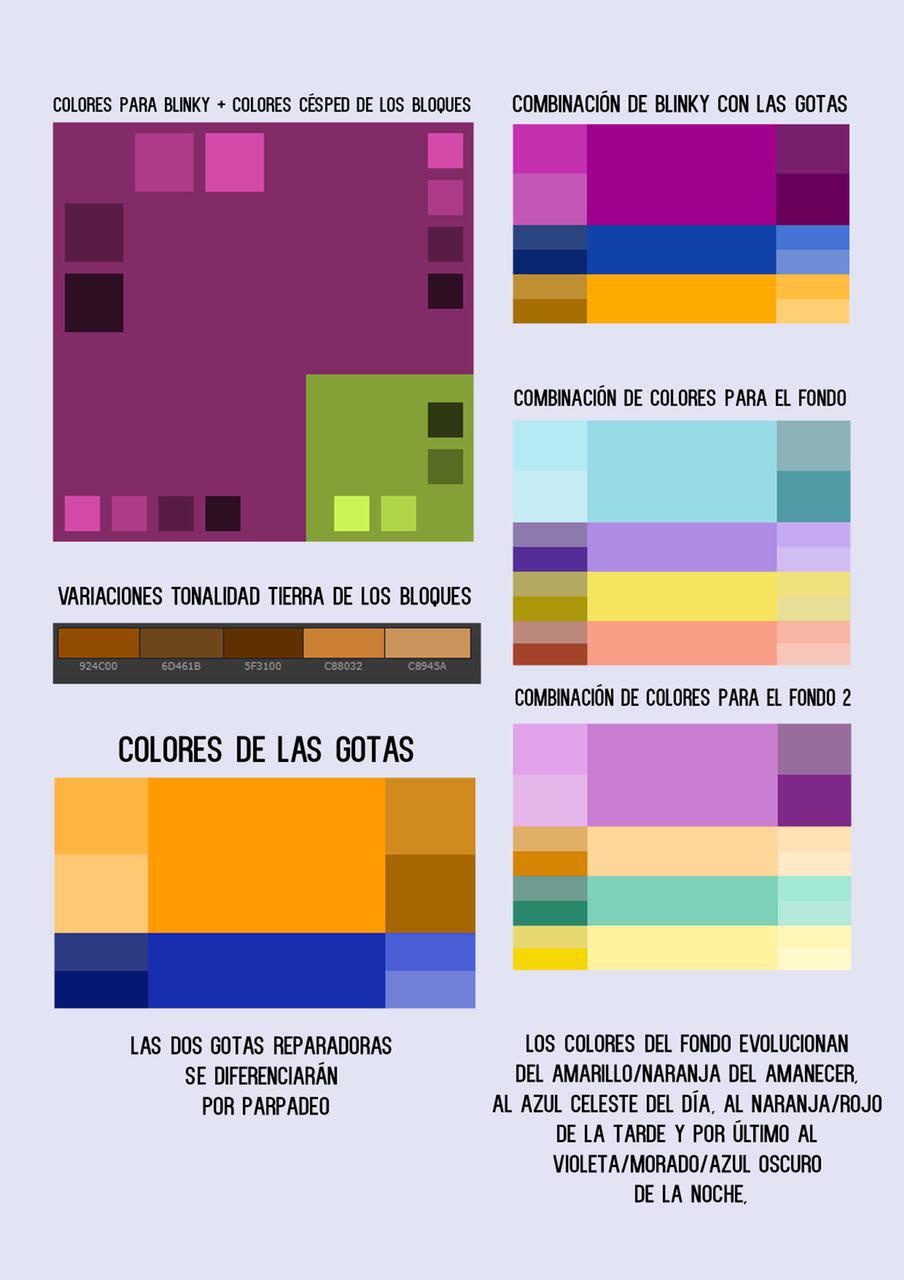 COLORES PARA BLINKY + COLORES CÉSPED DE LOS BLOQUES
VARIACIONES TONALIDAD TIERRA DE LOS BLOQUES
924C00 6D461B 5F3100 C88032 C8945A
COLORES DE LAS GOTAS
LAS DOS GOTAS REPARADORAS
SE DIFERENCIARÁN
POR PARPADEO
COMBINACIÓN DE BLINKY CON LAS GOTAS
COMBINACIÓN DE COLORES PARA EL FONDO
COMBINACIÓN DE COLORES PARA EL FONDO 2
LOS COLORES DEL FONDO EVOLUCIONAN
DEL AMARILLO/NARANJA DEL AMANECER,
AL AZUL CELESTE DEL DÍA, AL NARANJA/ROJO
DE LA TARDE Y POR ÚLTIMO AL
VIOLETA/MORADO/AZUL OSCURO
DE LA NOCHE,